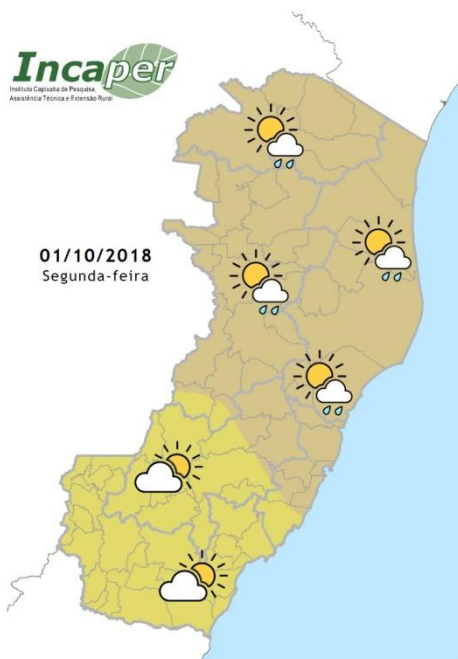 Incaper
Instituto Capixaba de Pesquisa,
Assistência Técnica e Extensão Rural
01/10/2018
Segunda-feira